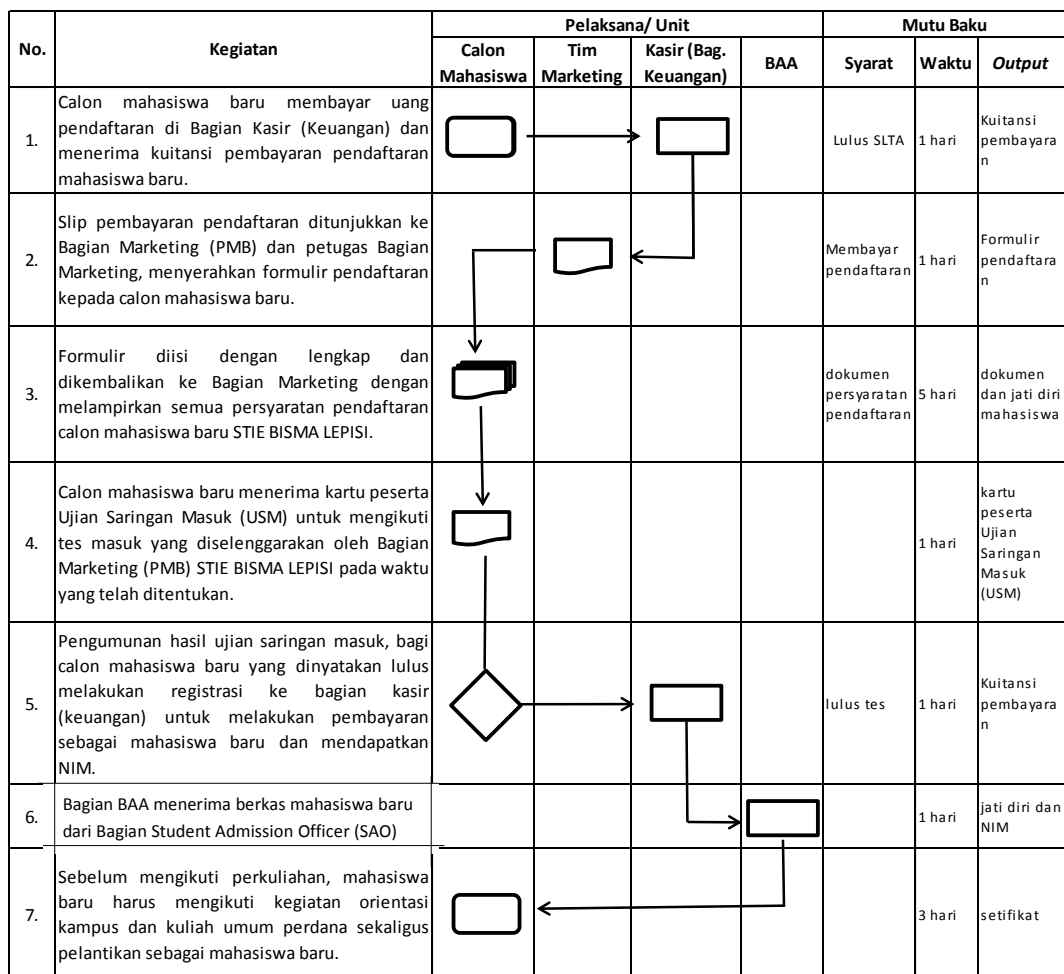 No.
Kegiatan
Pelaksana/ Unit
Mutu Baku
Calon
Mahasiswa
Tim
Marketing
Kasir (Bag.
Keuangan)
BAA
Syarat
Waktu
Output
1.
Calon mahasiswa baru membayar uang
pendaftaran di Bagian Kasir (Keuangan) dan
menerima kuitansi pembayaran pendaftaran
mahasiswa baru.
Lulus SLTA
1 hari
Kuitansi
pembayara
n
2.
Slip pembayaran pendaftaran ditunjukkan ke
Bagian Marketing (PMB) dan petugas Bagian
Marketing, menyerahkan formulir pendaftaran
kepada calon mahasiswa baru.
Membayar
pendaftaran
1 hari
Formulir
pendaftara
n
3.
Formulir diisi dengan lengkap dan
dikembalikan ke Bagian Marketing dengan
melampirkan semua persyaratan pendaftaran
calon mahasiswa baru STIE BISMA LEPISI.
dokumen
persyaratan
pendaftaran
5 hari
dokumen
dan jati diri
mahasiswa
4.
Calon mahasiswa baru menerima kartu peserta
Ujian Saringan Masuk (USM) untuk mengikuti
tes masuk yang diselenggarakan oleh Bagian
Marketing (PMB) STIE BISMA LEPISI pada waktu
yang telah ditentukan.
1 hari
kartu
peserta
Ujian
Saringan
Masuk
(USM)
5.
Pengumunan hasil ujian saringan masuk, bagi
calon mahasiswa baru yang dinyatakan lulus
melakukan registrasi ke bagian kasir
(keuangan) untuk melakukan pembayaran
sebagai mahasiswa baru dan mendapatkan
NIM.
lulus tes
1 hari
Kuitansi
pembayara
n
6.
Bagian BAA menerima berkas mahasiswa baru
dari Bagian Student Admission Officer (SAO)
1 hari
jati diri dan
NIM
7.
Sebelum mengikuti perkuliahan, mahasiswa
baru harus mengikuti kegiatan orientasi
kampus dan kuliah umum perdana sekaligus
pelantikan sebagai mahasiswa baru.
3 hari
setifikat